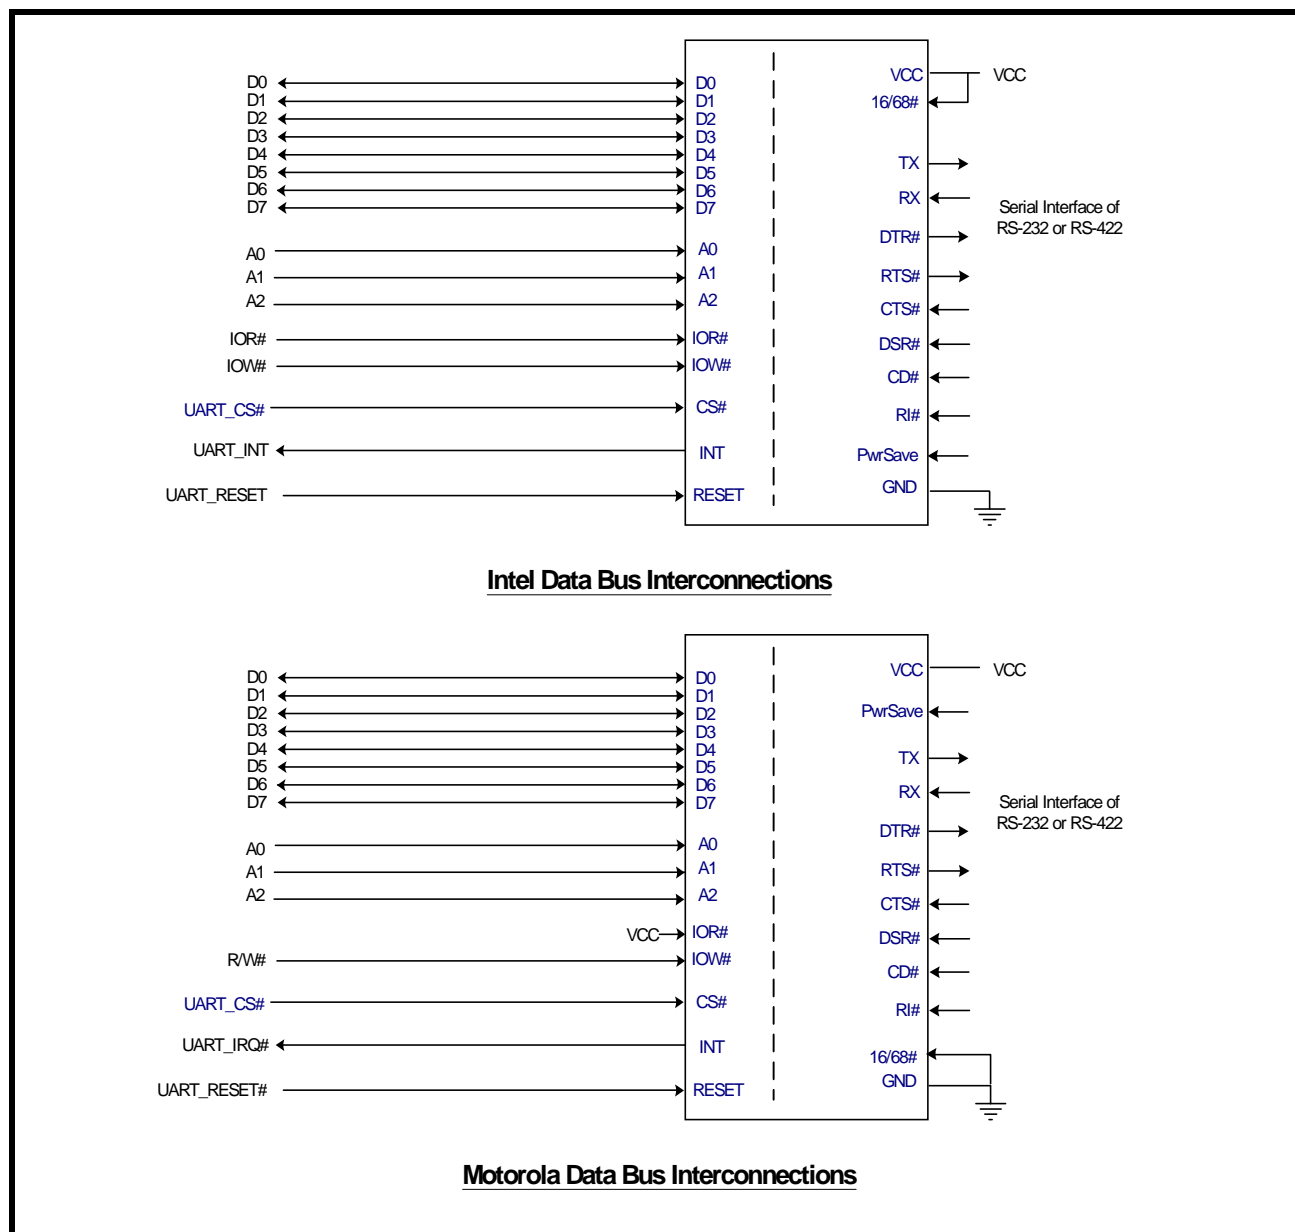 D0 D0 VCC VCC
D1 D1 16/68#
D2 D2
D3 D3
D4 D4 TX
D5 D5
D6 D6 RX
D7 D7 Serial Interface of
RS-232 or RS-422
DTR#
A0 A0
A1 A1 RTS#
A2 A2
CTS#
IOR# IOR# DSR#
IOW# IOW#
CD#
UART_CS# CS# RI#
UART_INT INT PwrSave
UART_RESET RESET GND
Intel Data Bus Interconnections
D0 D0 VCC VCC
D1 D1
D2 D2 PwrSave
D3 D3
D4 D4 TX
D5 D5
D6 D6 RX
D7 D7 Serial Interface of
RS-232 or RS-422
DTR#
A0 A0
A1 A1 RTS#
A2 A2
CTS#
VCC IOR# DSR#
R/W# IOW#
CD#
UART_CS# CS# RI#
UART_IRQ# INT 16/68#
GND
UART_RESET# RESET
Motorola Data Bus Interconnections